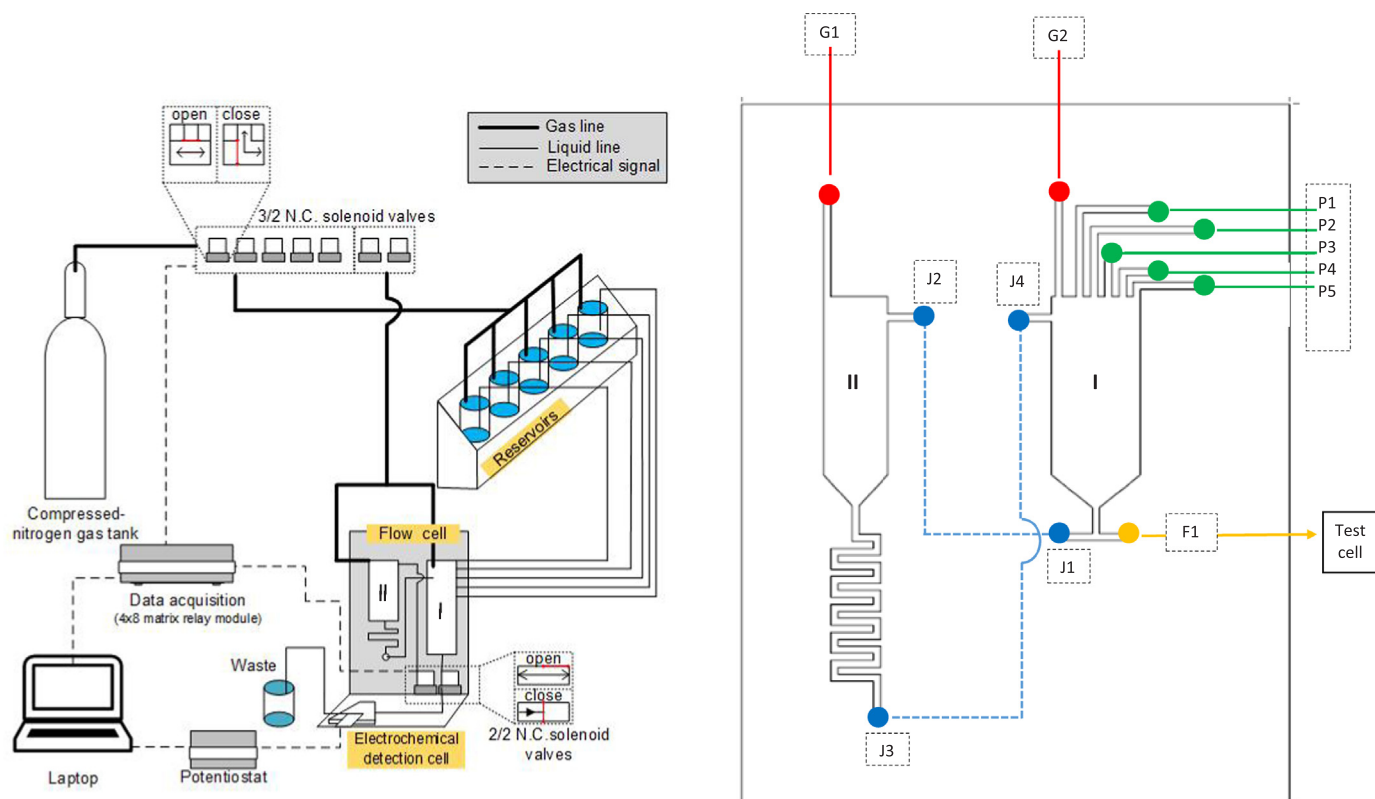 open close
Gas line
Liquid line
Electrical signal
3/2 N.C. solenoid valves
Reservoirs
Compressed-
nitrogen gas tank
Flow cell
II
I
Data acquisition
(4x8 matrix relay module)
Waste
open
close
2/2 N.C.solenoid
valves
Electrochemical
detection cell
Laptop
Potentiostat
G1
G2
P1
P2
P3
P4
P5
J2
J4
II
I
J1
F1
Test
cell
J3